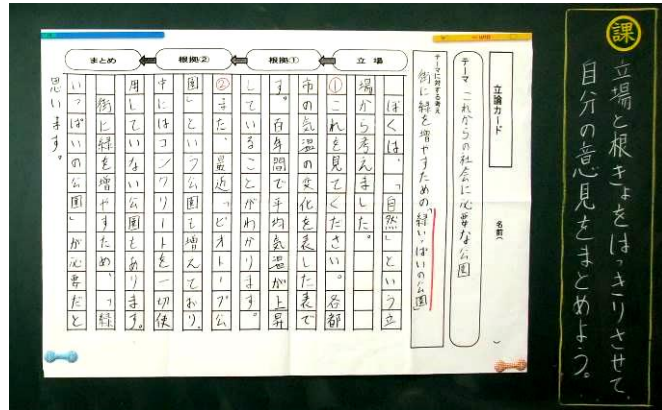 課
立場と根きょをはっきりさせて、
自分の意見をまとめよう。
立論カード
名前(
)
テーマ これからの社会に必要な公園
テーマに対する考え
街に緑を増やすための「緑いっぱいの公園」
立場
根拠①
根拠②
まとめ
ぼくは、「自然」という立
場から考えました。
①これを見てください。各都
市の気温の変化を表した表で
す。百年間で平均気温が上昇
していることがわかります。
②また、最近「ビオトープ公
園」という公園も増えており、
中にはコンクリートを一切使
用していない公園もあります。
街に緑を増やすため、「緑
いっぱいの公園」が必要だと
思います。